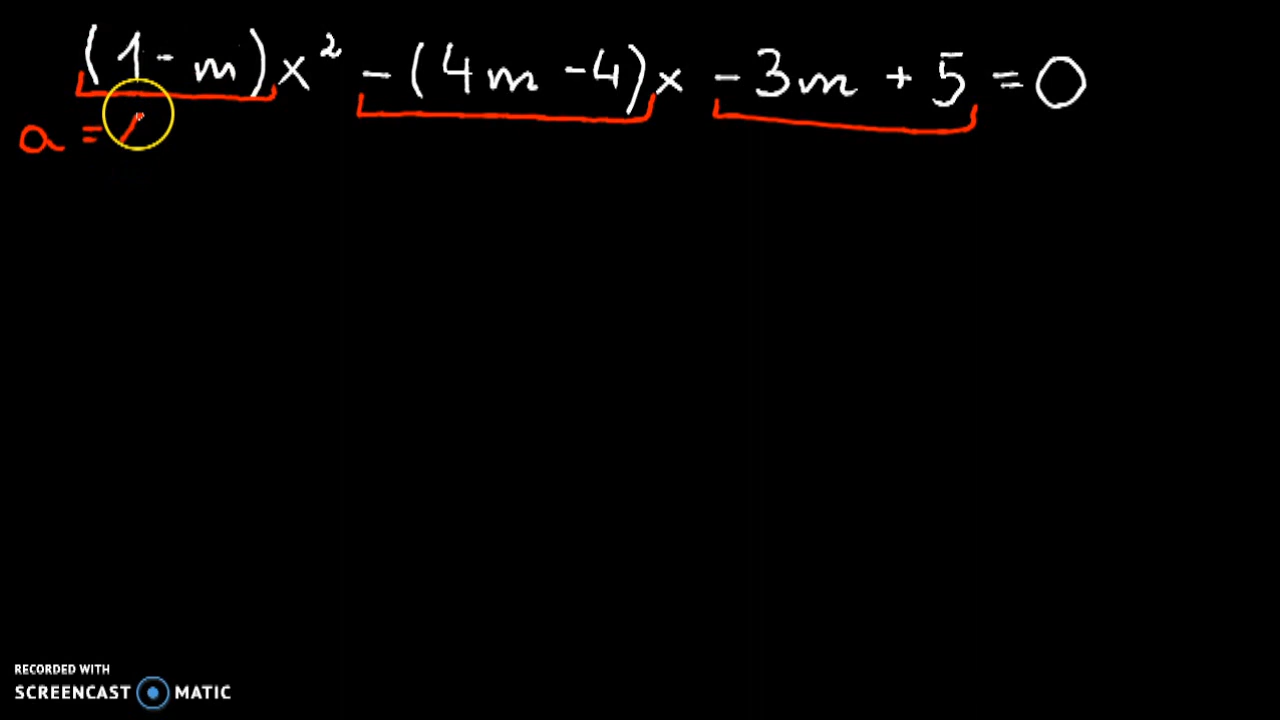 (1 - m)x² - (4m - 4)x - 3m + 5 = 0
a =
RECORDED WITH
SCREENCAST MATIC